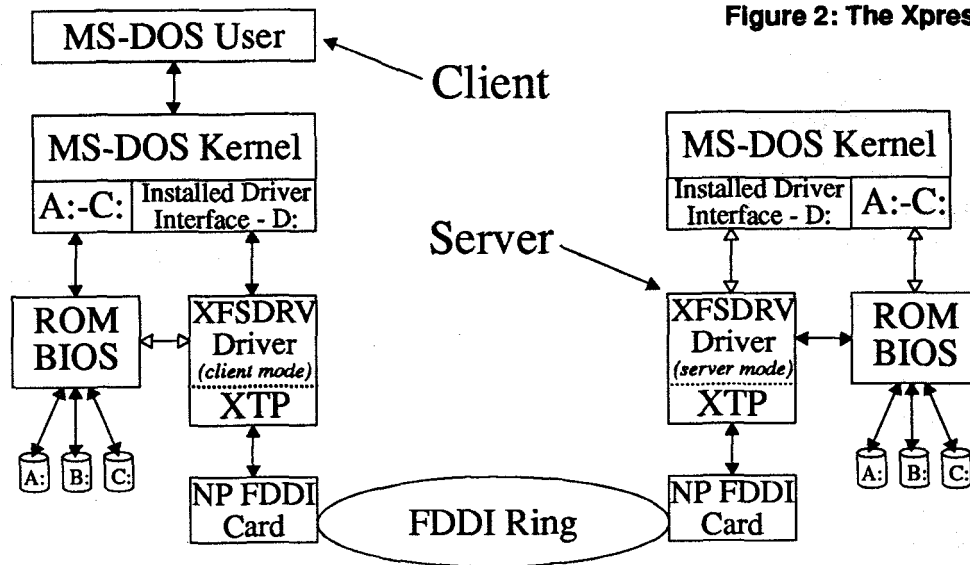 Figure 2: The Xpres
MS-DOS User
Client
MS-DOS Kernel
A:-C:
Installed Driver
Interface - D:
MS-DOS Kernel
Installed Driver
Interface - D:
A:-C:
Server
ROM
BIOS
XFSDRV
Driver
(client mode)
XTP
XFSDRV
Driver
(server mode)
XTP
ROM
BIOS
A:
B:
C:
A:
B:
C:
NP FDDI
Card
FDDI Ring
NP FDDI
Card